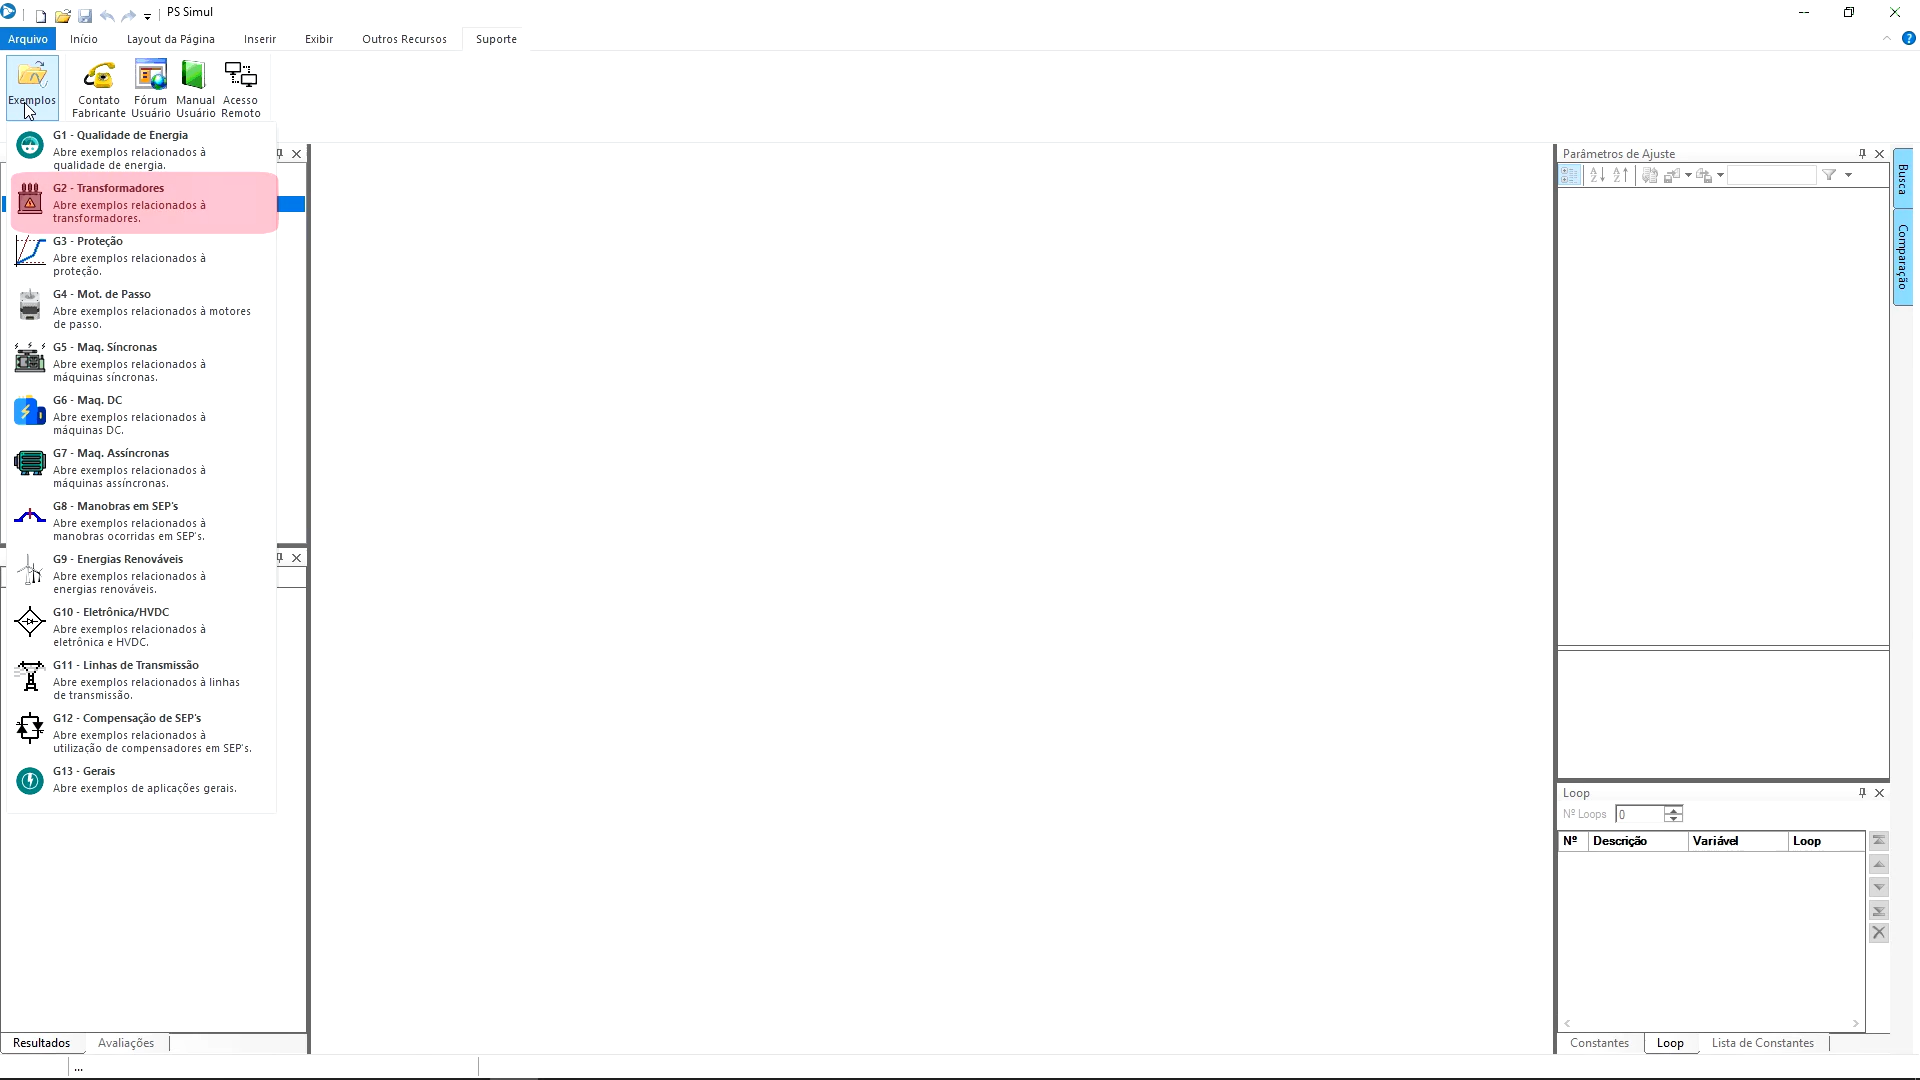 PS Simul
Arquivo Início Layout da Página Inserir Exibir Outros Recursos Suporte
?
Exemplos
Contato Fabricante
Fórum Usuário
Manual Usuário
Acesso Remoto
G1 - Qualidade de Energia
Abre exemplos relacionados à
qualidade de energia.
G2 - Transformadores
Abre exemplos relacionados à
transformadores.
G3 - Proteção
Abre exemplos relacionados à
proteção.
G4 - Mot. de Passo
Abre exemplos relacionados à motores
de passo.
G5 - Maq. Síncronas
Abre exemplos relacionados à
máquinas síncronas.
G6 - Maq. DC
Abre exemplos relacionados à
máquinas DC.
G7 - Maq. Assíncronas
Abre exemplos relacionados à
máquinas assíncronas.
G8 - Manobras em SEP's
Abre exemplos relacionados à
manobras ocorridas em SEP's.
G9 - Energias Renováveis
Abre exemplos relacionados à
energias renováveis.
G10 - Eletrônica/HVDC
Abre exemplos relacionados à
eletrônica e HVDC.
G11 - Linhas de Transmissão
Abre exemplos relacionados à linhas
de transmissão.
G12 - Compensação de SEP's
Abre exemplos relacionados à
utilização de compensadores em SEP's.
G13 - Gerais
Abre exemplos de aplicações gerais.
Resultados Avaliações
...
Parâmetros de Ajuste
Busca
Comparação
Loop
Nº Loops 0
Nº Descrição Variável Loop
Constantes Loop Lista de Constantes